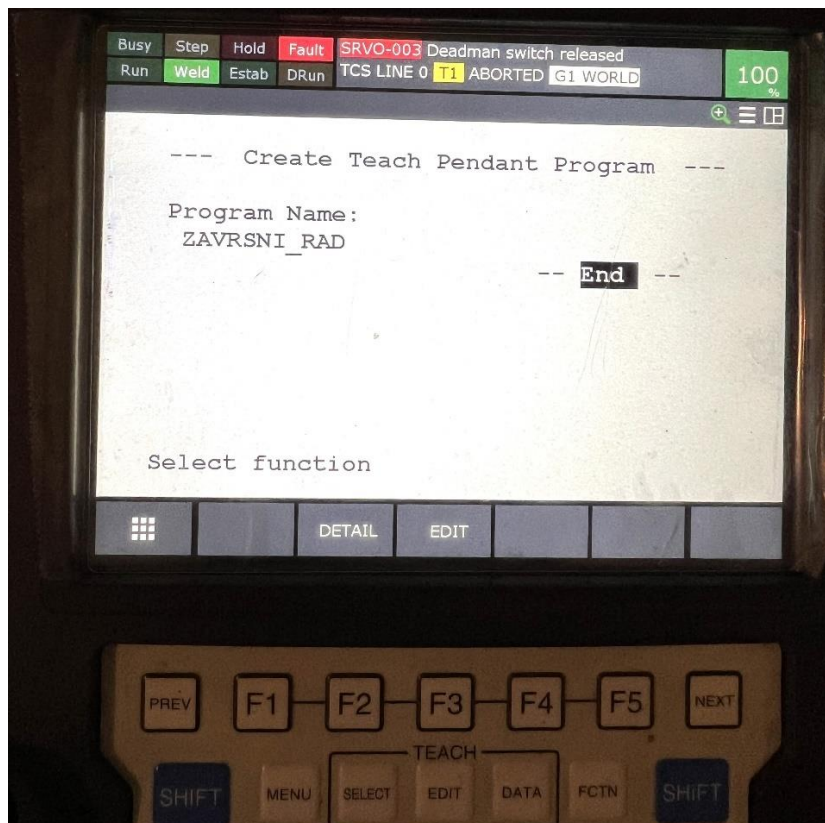 Busy Step Hold Fault SRVO-003 Deadman switch released
Run Weld Estab DRun TCS LINE 0 T1 ABORTED G1 WORLD 100 %
--- Create Teach Pendant Program ---
Program Name:
ZAVRSNI_RAD
-- End --
Select function
DETAIL EDIT
PREV F1 F2 F3 F4 F5 NEXT
TEACH
SHIFT MENU SELECT EDIT DATA FCTN SHIFT